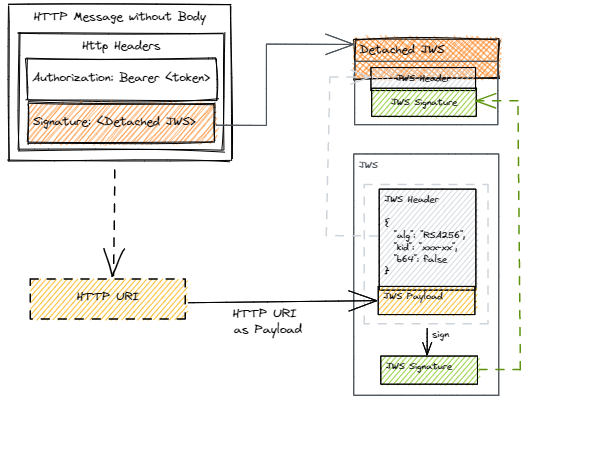 HTTP Message without Body
Http Headers
Authorization: Bearer <token>
Signature: <Detached JWS>
Detached JWS
JWS Header
JWS Signature
JWS
JWS Header
{
"alg": "RSA256",
"kid": "xxx-xx",
"b64": false
}
JWS Payload
HTTP URI
HTTP URI
as Payload
sign
JWS Signature